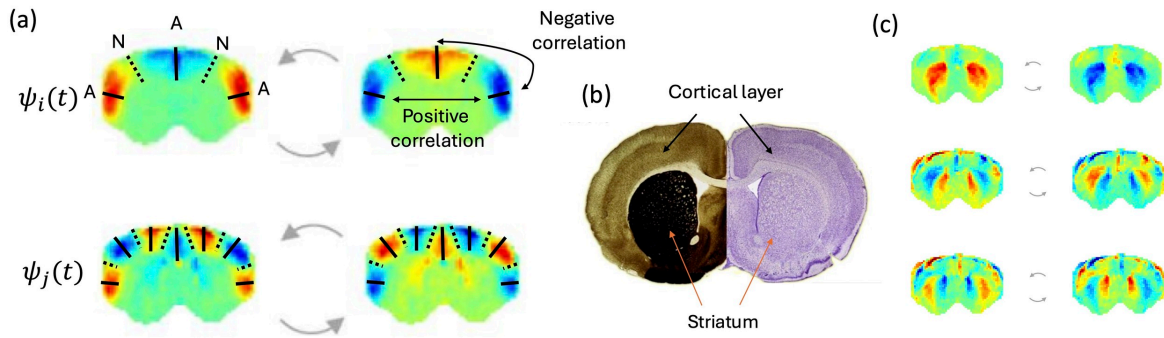 (a)
A
N
N
A
A
ψi(t)
Negative
correlation
Positive
correlation
ψj(t)
(b)
Cortical layer
Striatum
(c)